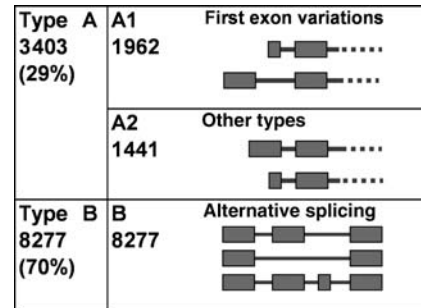 Type A
3403
(29%)
A1
1962
First exon variations
A2
1441
Other types
Type B
8277
(70%)
B
8277
Alternative splicing